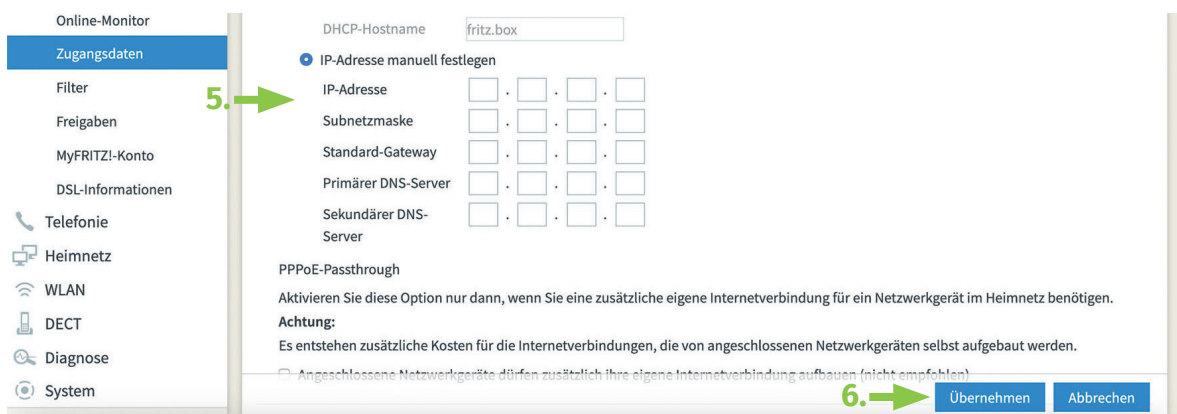 Online-Monitor
Zugangsdaten
Filter
Freigaben
MyFRITZ!-Konto
DSL-Informationen
Telefonie
Heimnetz
WLAN
DECT
Diagnose
System
DHCP-Hostname fritz.box
IP-Adresse manuell festlegen
5.
IP-Adresse . . .
Subnetzmaske . . .
Standard-Gateway . . .
Primärer DNS-Server . . .
Sekundärer DNS- . . .
Server
PPPoE-Passthrough
Aktivieren Sie diese Option nur dann, wenn Sie eine zusätzliche eigene Internetverbindung für ein Netzwerkgerät im Heimnetz benötigen.
Achtung:
Es entstehen zusätzliche Kosten für die Internetverbindungen, die von angeschlossenen Netzwerkgeräten selbst aufgebaut werden.
Angeschlossene Netzwerkgeräte dürfen zusätzlich ihre eigene Internetverbindung aufbauen (nicht empfohlen)
6. Übernehmen Abbrechen